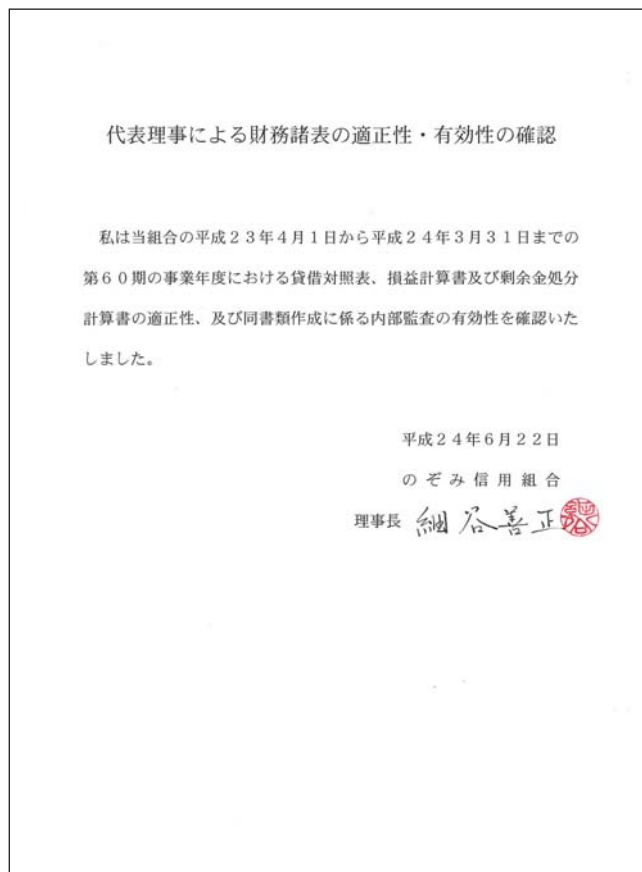 代表理事による財務諸表の適正性・有効性の確認
私は当組合の平成23年4月1日から平成24年3月31日までの
第60期の事業年度における貸借対照表、損益計算書及び剰余金処分
計算書の適正性、及び同書類作成に係る内部監査の有効性を確認いた
しました。
平成24年6月22日
のぞみ信用組合
理事長 細谷善正